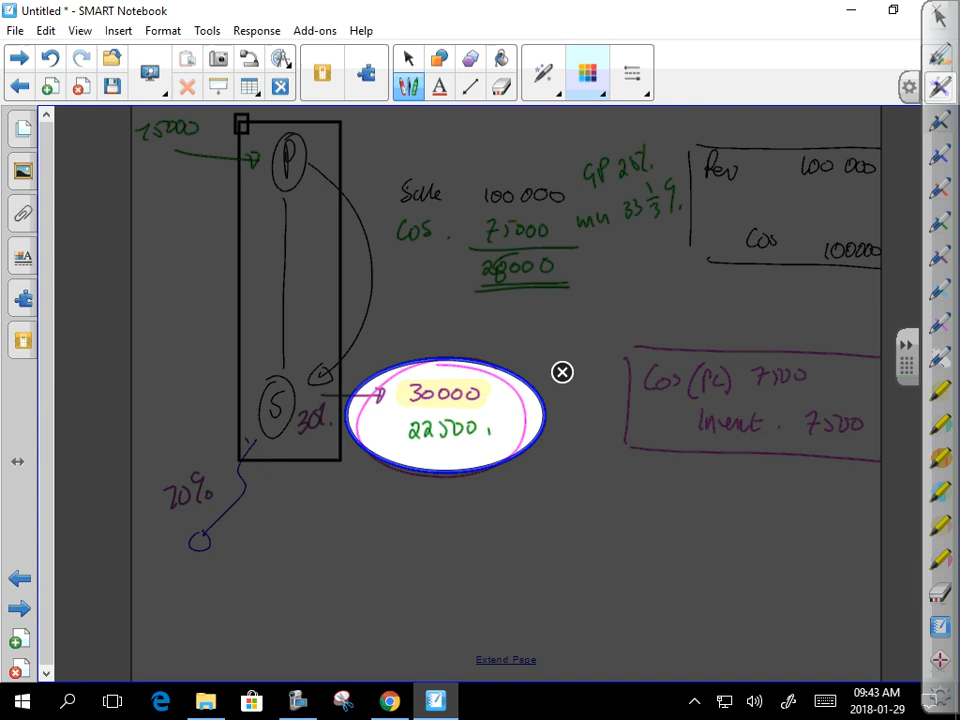 Untitled * - SMART Notebook
File Edit View Insert Format Tools Response Add-ons Help
75000
P
Sale 100 000
COS . 75000
25000
GP 25%.
mu 33 1/3 %.
Rev 100 000
Cos 100000
S
30%.
30000
22500
70%
Cos (PL) 7500
Invent . 7500
Extend Page
09:43 AM
2018-01-29